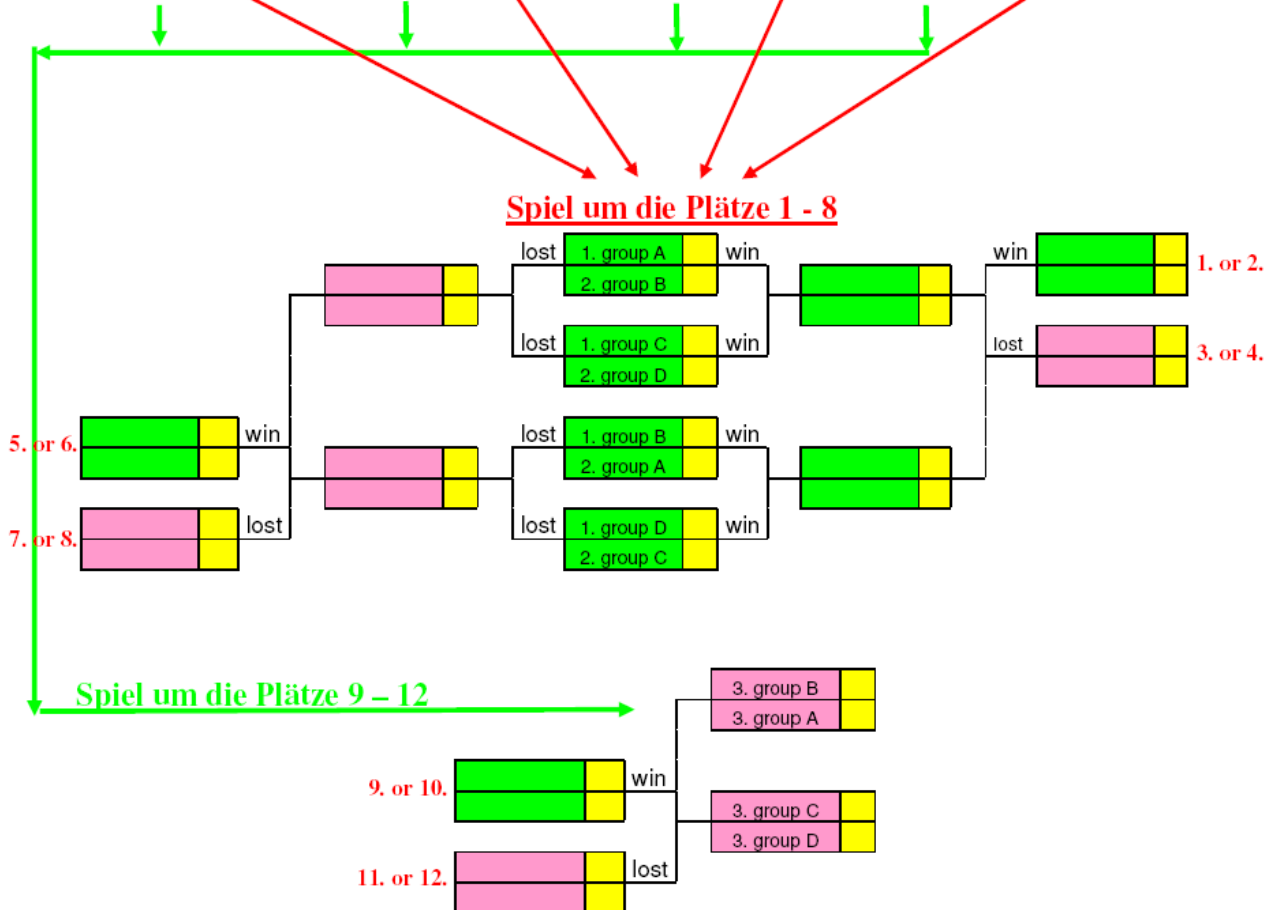 Spiel um die Plätze 1 - 8
lost 1. group A win
2. group B
win 1. or 2.
lost 1. group C win
2. group D
lost 3. or 4.
5. or 6. win
lost 1. group B win
2. group A
7. or 8. lost
lost 1. group D win
2. group C
Spiel um die Plätze 9 – 12
3. group B
3. group A
9. or 10. win
3. group C
3. group D
11. or 12. lost